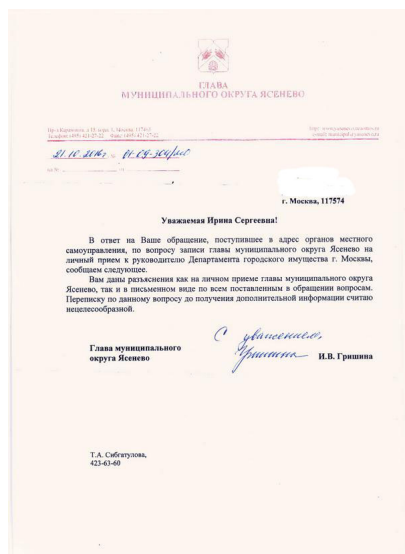 ГЛАВА
МУНИЦИПАЛЬНОГО ОКРУГА ЯСЕНЕВО
21.10.2016г. № 01-09-304/16
г. Москва, 117574
Уважаемая Ирина Сергеевна!
В ответ на Ваше обращение, поступившее в адрес органов местного
самоуправления, по вопросу записи главы муниципального округа Ясенево на
личный прием к руководителю Департамента городского имущества г. Москвы,
сообщаем следующее.
Вам даны разъяснения как на личном приеме главы муниципального округа
Ясенево, так и в письменном виде по всем поставленным в обращении вопросам.
Переписку по данному вопросу до получения дополнительной информации считаю
нецелесообразной.
С уважением,
Глава муниципального
округа Ясенево Гришина И.В. Гришина
Т.А. Сибгатулова,
423-63-60